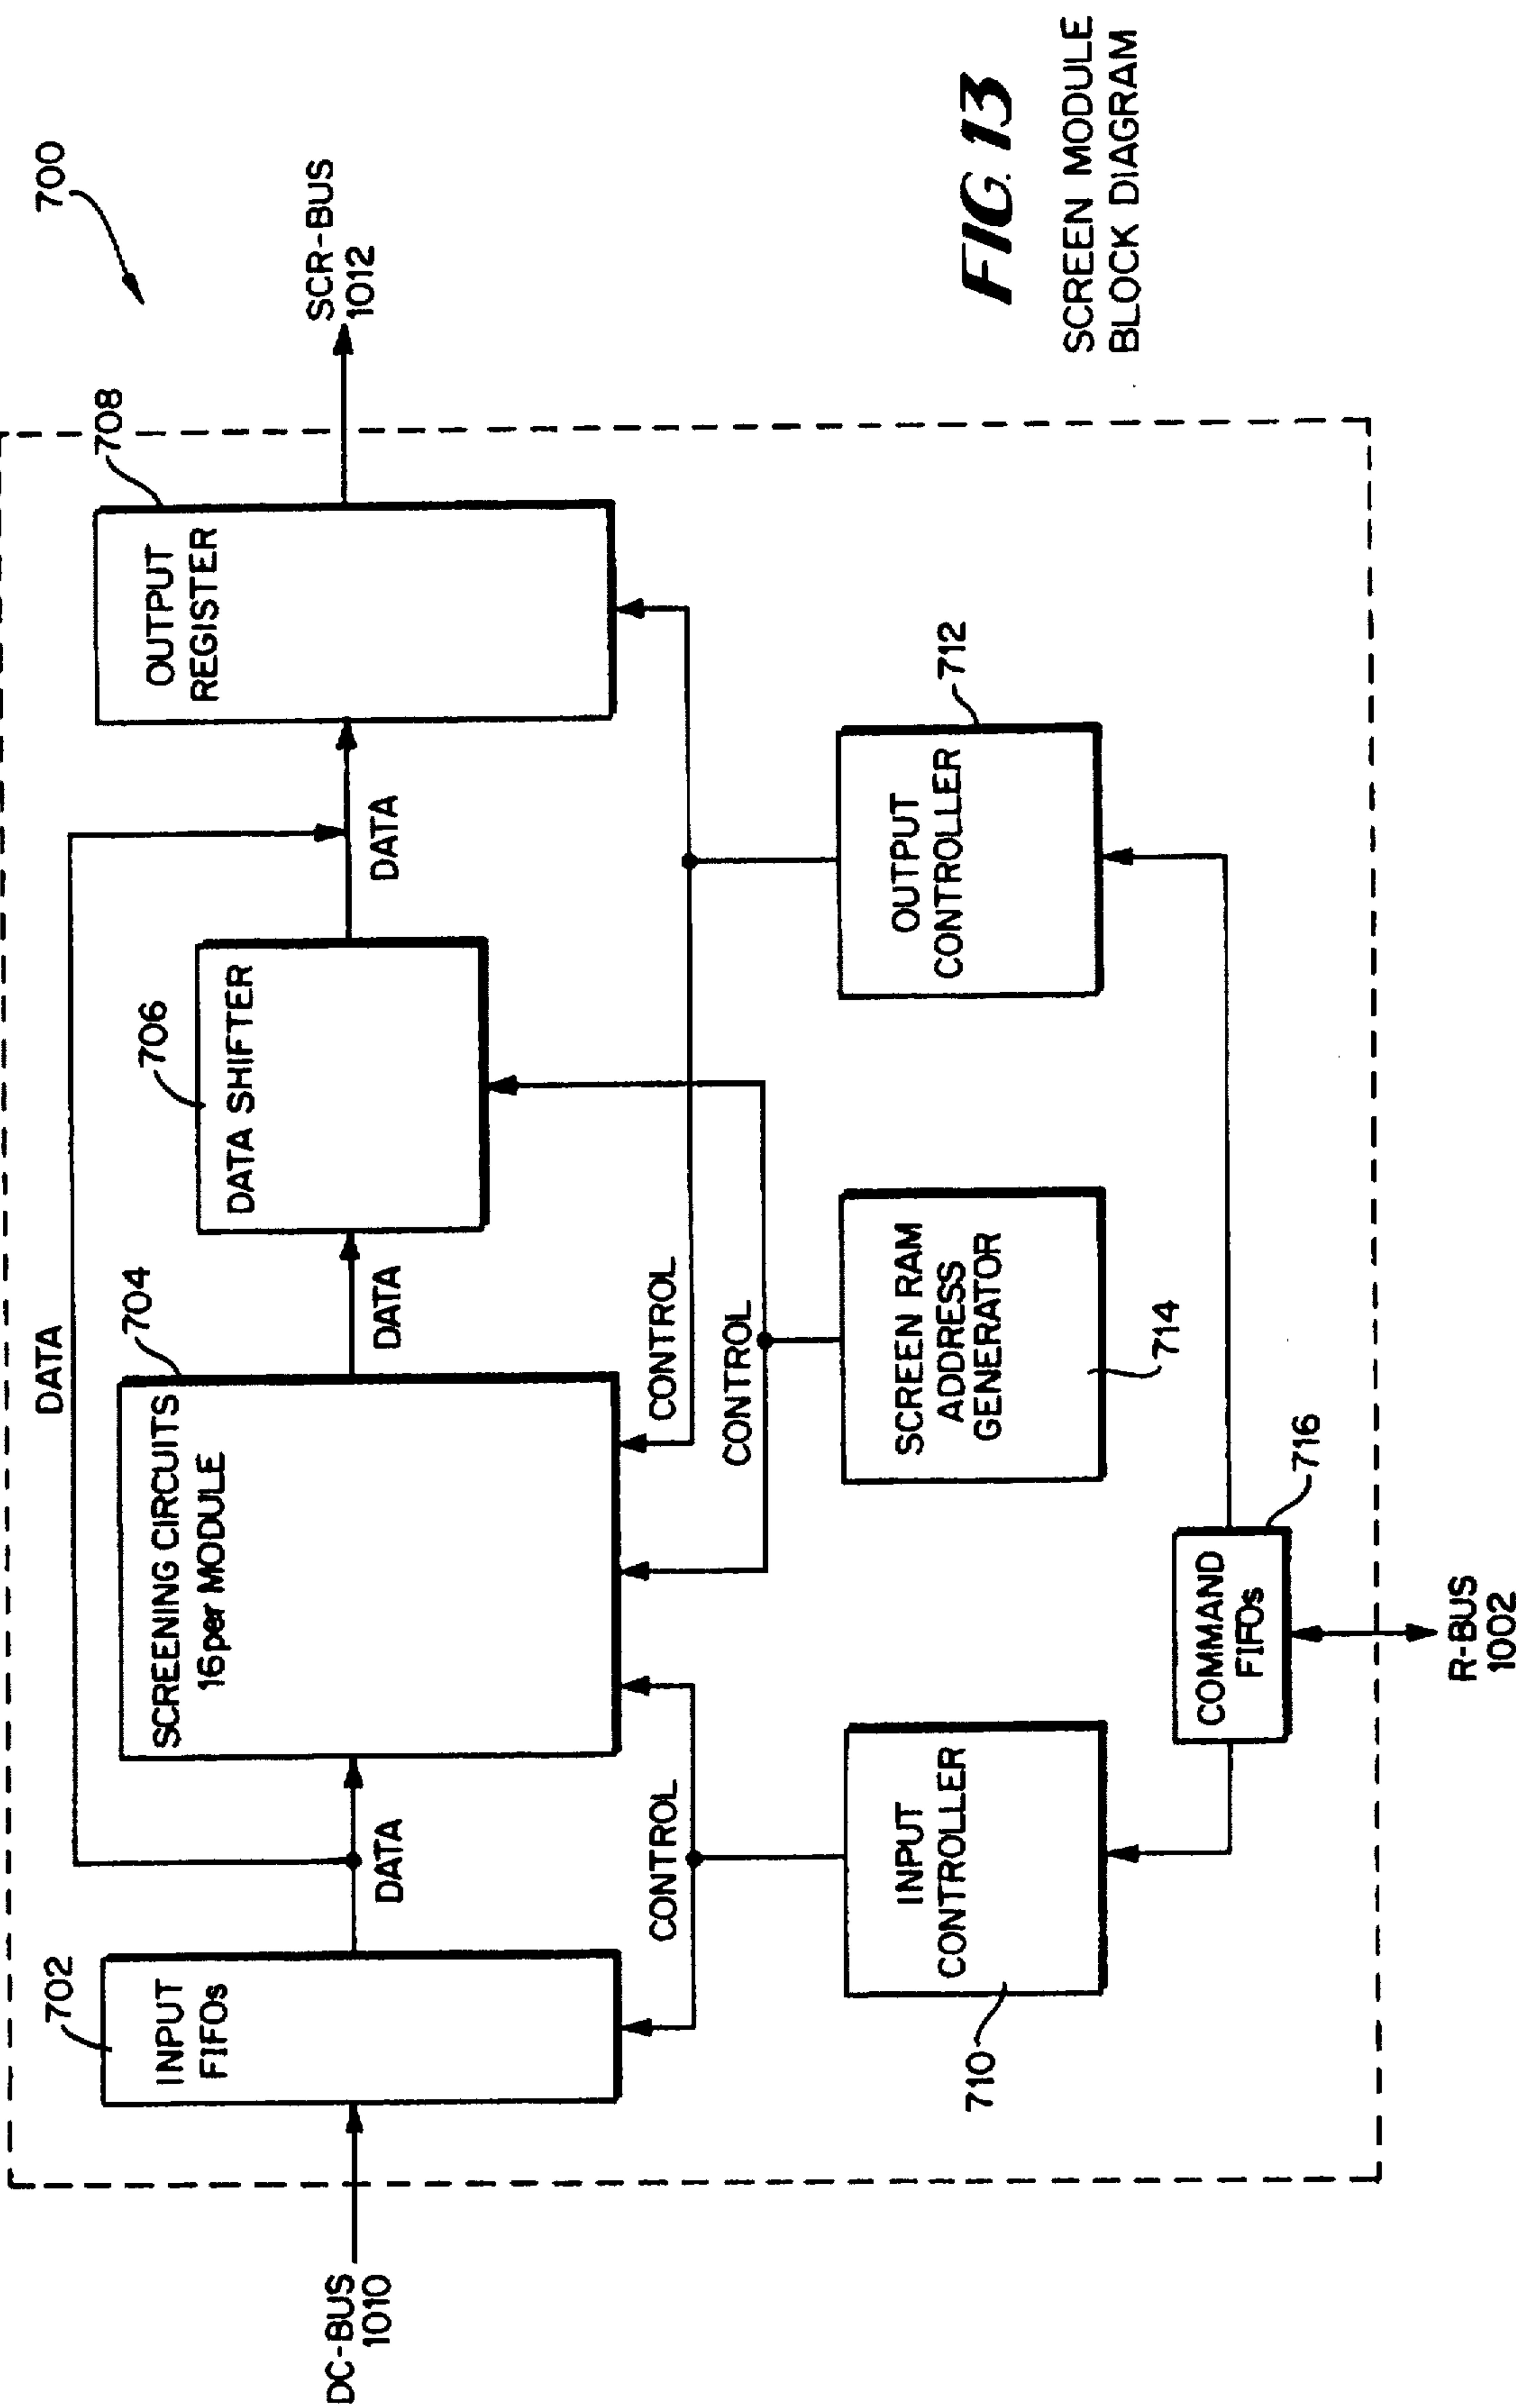 700
DATA
702
INPUT
FIFOs
704
SCREENING CIRCUITS
16 per MODULE
706
DATA SHIFTER
708
OUTPUT
REGISTER
DC-BUS
1010
DATA
DATA
DATA
SCR-BUS
1012
CONTROL
CONTROL
CONTROL
INPUT
CONTROLLER
710
SCREEN RAM
ADDRESS
GENERATOR
714
OUTPUT
CONTROLLER
712
COMMAND
FIFOs
716
R-BUS
1002
FIG. 13
SCREEN MODULE
BLOCK DIAGRAM